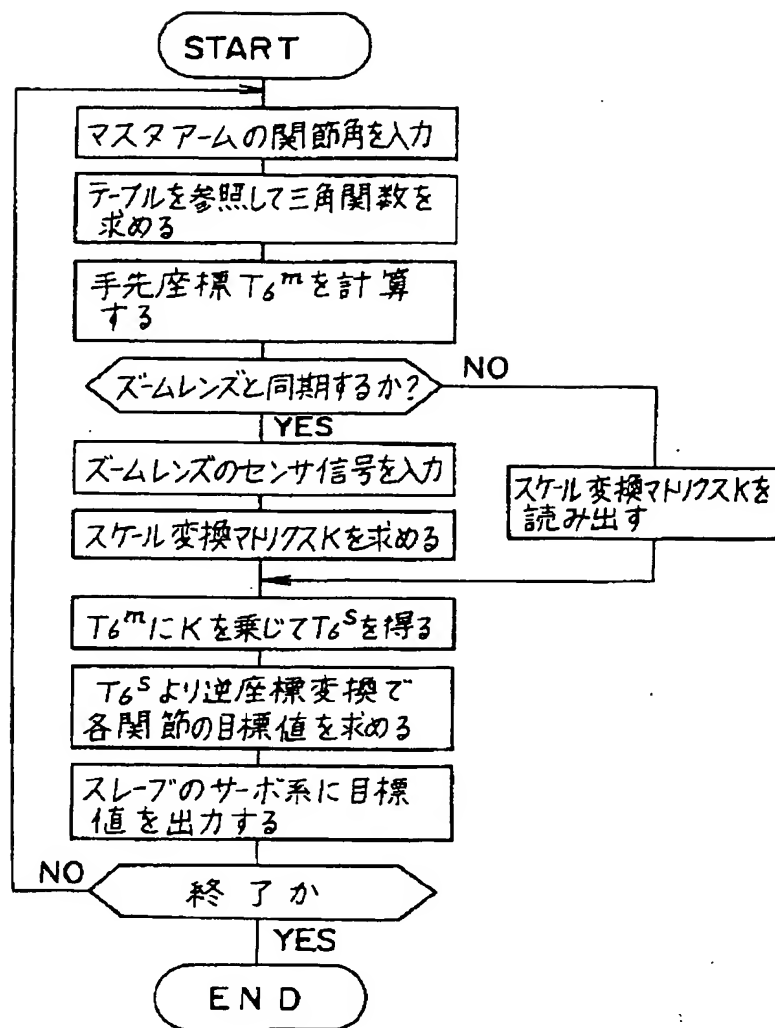 START
マスタアームの関節角を入力
テーブルを参照して三角関数を
求める
手先座標T6ᵐを計算
する
ズームレンズと同期するか?
NO
YES
ズームレンズのセンサ信号を入力
スケール変換マトリクスKを求める
スケール変換マトリクスKを
読み出す
T6ᵐにKを乗じてT6ˢを得る
T6ˢより逆座標変換で
各関節の目標値を求める
スレーブのサーボ系に目標
値を出力する
NO
終了か
YES
END